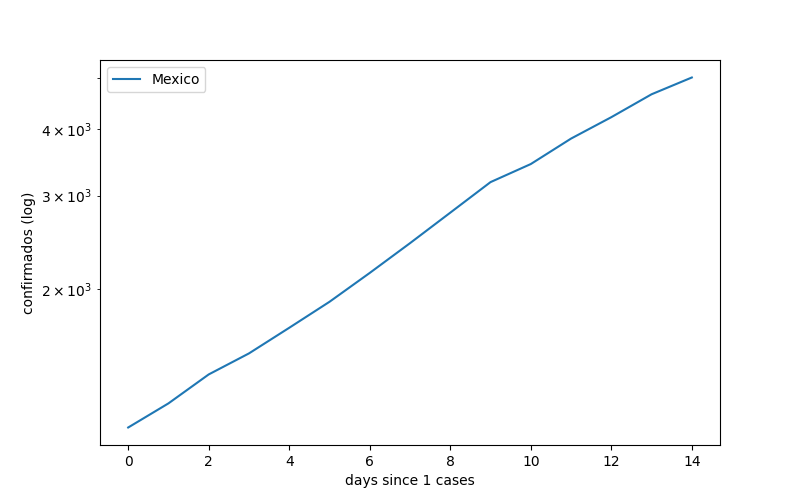 Mexico
4 × 10³
3 × 10³
2 × 10³
confirmados (log)
0 2 4 6 8 10 12 14
days since 1 cases